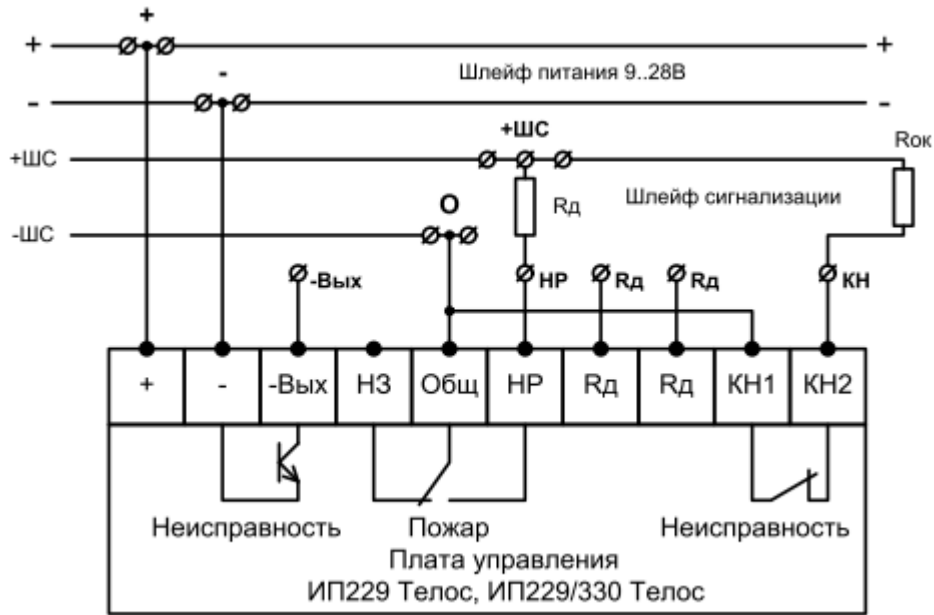 +
+ +
Шлейф питания 9..28В
-
- -
+ШС
+ШС
Rок
Rд
Шлейф сигнализации
О
-ШС
-Вых
НР
Rд
Rд
КН
+ - -Вых НЗ Общ НР Rд Rд КН1 КН2
Неисправность Пожар Неисправность
Плата управления
ИП229 Телос, ИП229/330 Телос